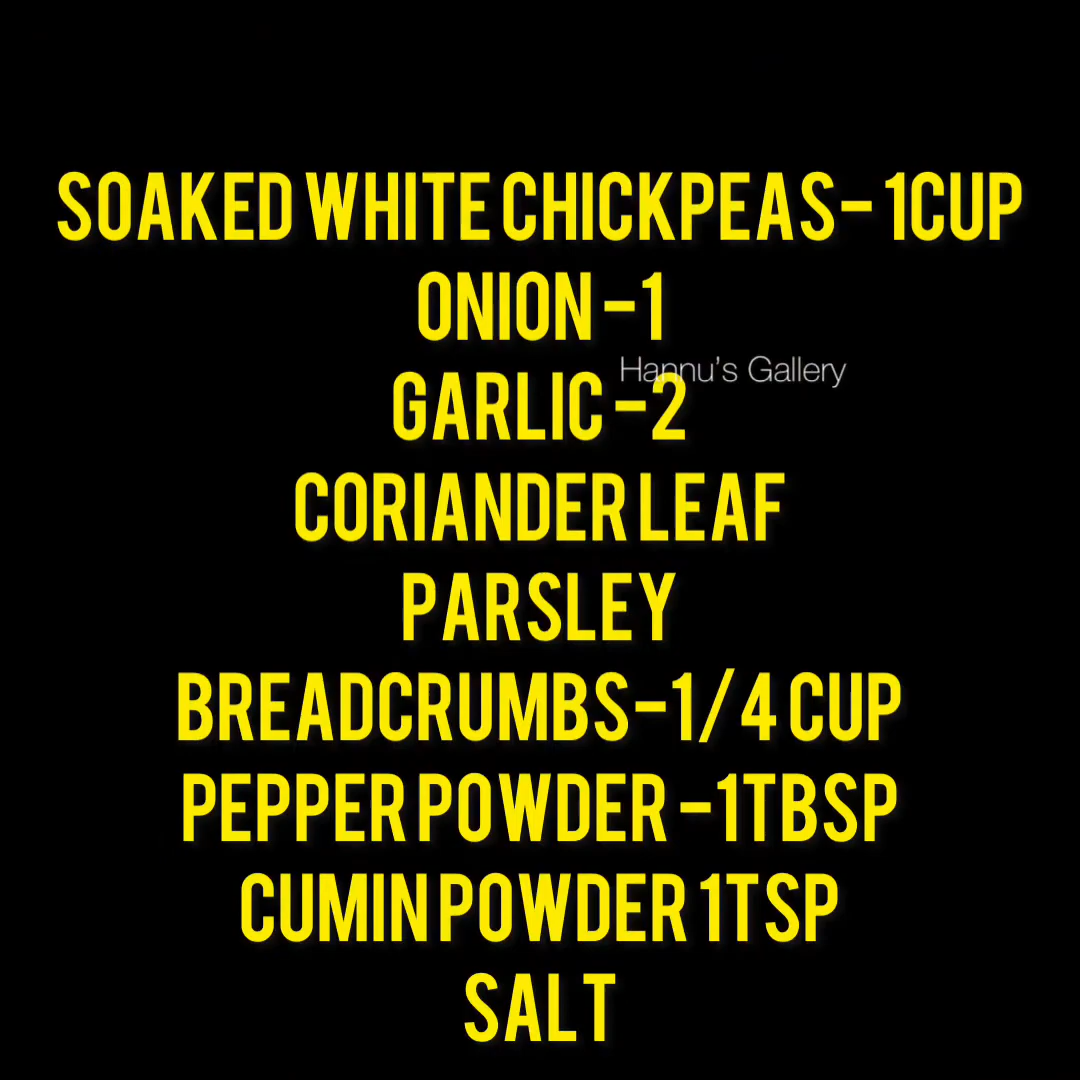 SOAKED WHITE CHICKPEAS- 1CUP
ONION -1
Hannu's Gallery
GARLIC -2
CORIANDER LEAF
PARSLEY
BREADCRUMBS-1/4 CUP
PEPPER POWDER -1TBSP
CUMIN POWDER 1TSP
SALT